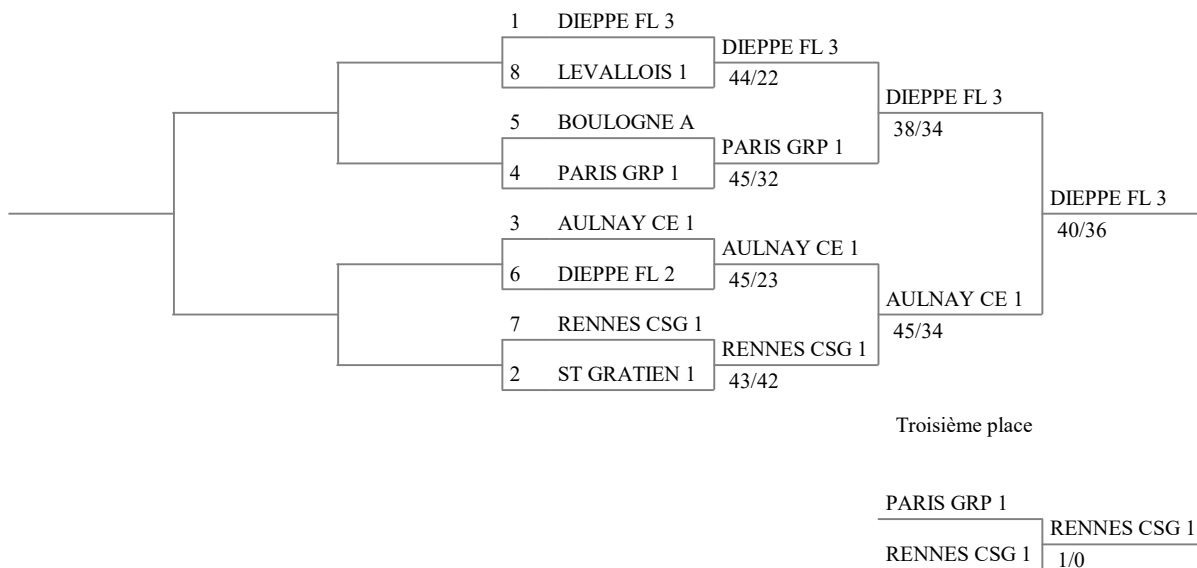 1 DIEPPE FL 3
DIEPPE FL 3
8 LEVALLOIS 1
44/22
DIEPPE FL 3
38/34
5 BOULOGNE A
PARIS GRP 1
4 PARIS GRP 1
45/32
DIEPPE FL 3
40/36
3 AULNAY CE 1
AULNAY CE 1
6 DIEPPE FL 2
45/23
AULNAY CE 1
45/34
7 RENNES CSG 1
RENNES CSG 1
2 ST GRATIEN 1
43/42
Troisième place
PARIS GRP 1
RENNES CSG 1
RENNES CSG 1
1/0